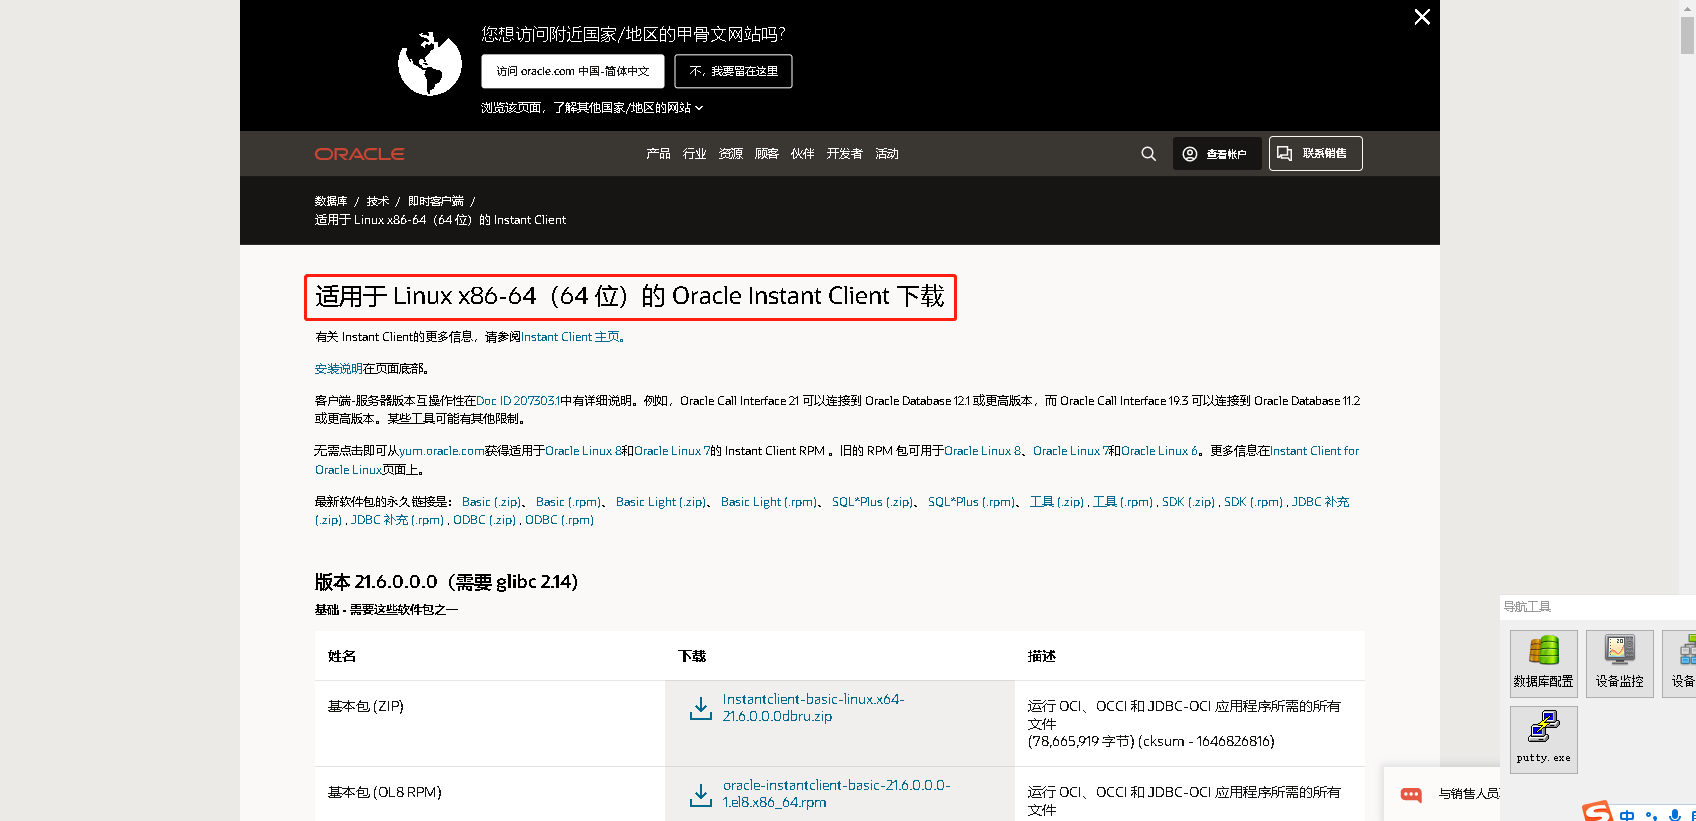 您想访问附近国家/地区的甲骨文网站吗?
访问 oracle.com 中国-简体中文
不，我要留在这里
浏览该页面，了解其他国家/地区的网站
ORACLE
产品 行业 资源 顾客 伙伴 开发者 活动
查看帐户
联系销售
数据库 / 技术 / 即时客户端 /
适用于 Linux x86-64（64 位）的 Instant Client
适用于 Linux x86-64（64 位）的 Oracle Instant Client 下载
有关 Instant Client的更多信息，请参阅Instant Client 主页。
安装说明在页面底部。
客户端-服务器版本互操作性在Doc ID 207303.1中有详细说明。例如，Oracle Call Interface 21 可以连接到 Oracle Database 12.1 或更高版本，而 Oracle Call Interface 19.3 可以连接到 Oracle Database 11.2
或更高版本。某些工具可能有其他限制。
无需点击即可从yum.oracle.com获得适用于Oracle Linux 8和Oracle Linux 7的 Instant Client RPM 。旧的 RPM 包可用于Oracle Linux 8、Oracle Linux 7和Oracle Linux 6。更多信息在Instant Client for
Oracle Linux页面上。
最新软件包的永久链接是： Basic (.zip)、 Basic (.rpm)、 Basic Light (.zip)、 Basic Light (.rpm)、 SQL*Plus (.zip)、 SQL*Plus (.rpm)、 工具 (.zip) , 工具 (.rpm) , SDK (.zip) , SDK (.rpm) , JDBC 补充
(.zip) , JDBC 补充 (.rpm) , ODBC (.zip) , ODBC (.rpm)
版本 21.6.0.0.0（需要 glibc 2.14）
基础 - 需要这些软件包之一
姓名 下载 描述
基本包 (ZIP)
Instantclient-basic-linux.x64-
21.6.0.0.0dbru.zip
运行 OCI、OCCI 和 JDBC-OCI 应用程序所需的所有
文件
(78,665,919 字节) (cksum - 1646826816)
基本包 (OL8 RPM)
oracle-instantclient-basic-21.6.0.0.0-
1.el8.x86_64.rpm
运行 OCI、OCCI 和 JDBC-OCI 应用程序所需的所有
文件
导航工具
数据库配置
设备监控
设备
putty.exe
与销售人员
中